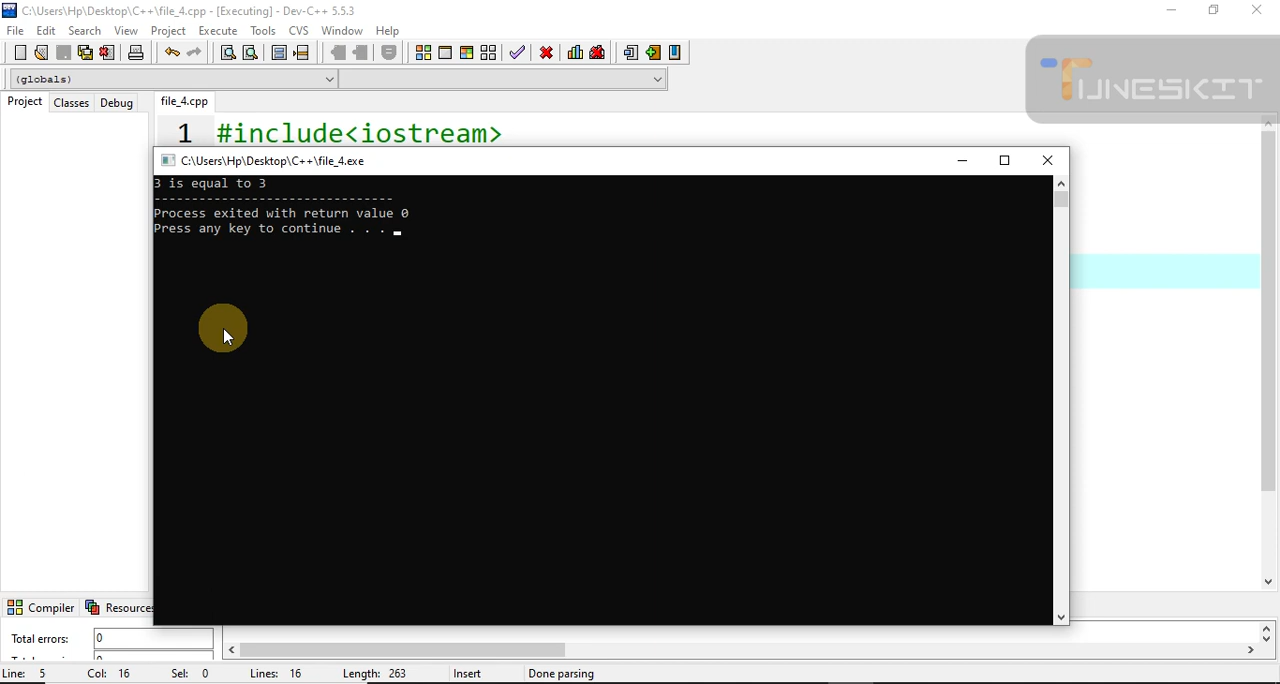 C:\Users\Hp\Desktop\C++\file_4.cpp - [Executing] - Dev-C++ 5.5.3
File Edit Search View Project Execute Tools CVS Window Help
(globals)
TUNESKIT
Project Classes Debug file_4.cpp
1 #include<iostream>
C:\Users\Hp\Desktop\C++\file_4.exe
3 is equal to 3
--------------------------------
Process exited with return value 0
Press any key to continue . . .
Compiler Resources
Total errors: 0
Line: 5 Col: 16 Sel: 0 Lines: 16 Length: 263 Insert Done parsing